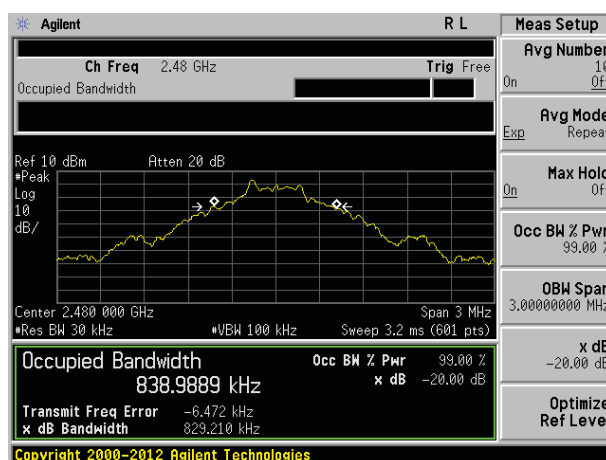 Agilent R L
Ch Freq 2.48 GHz Trig Free
Occupied Bandwidth
Ref 10 dBm Atten 20 dB
#Peak
Log
10
dB/
Center 2.480 000 GHz Span 3 MHz
#Res BW 30 kHz #VBW 100 kHz Sweep 3.2 ms (601 pts)
Occupied Bandwidth
838.9889 kHz
Occ BW % Pwr 99.00 %
x dB -20.00 dB
Transmit Freq Error -6.472 kHz
x dB Bandwidth 829.210 kHz
Copyright 2000-2012 Agilent Technologies
Meas Setup
Avg Number
10
On Of
Avg Mode
Exp Repea
Max Hold
On Of
Occ BW % Pwr
99.00 %
OBW Span
3.00000000 MHz
x dB
-20.00 dB
Optimize
Ref Level